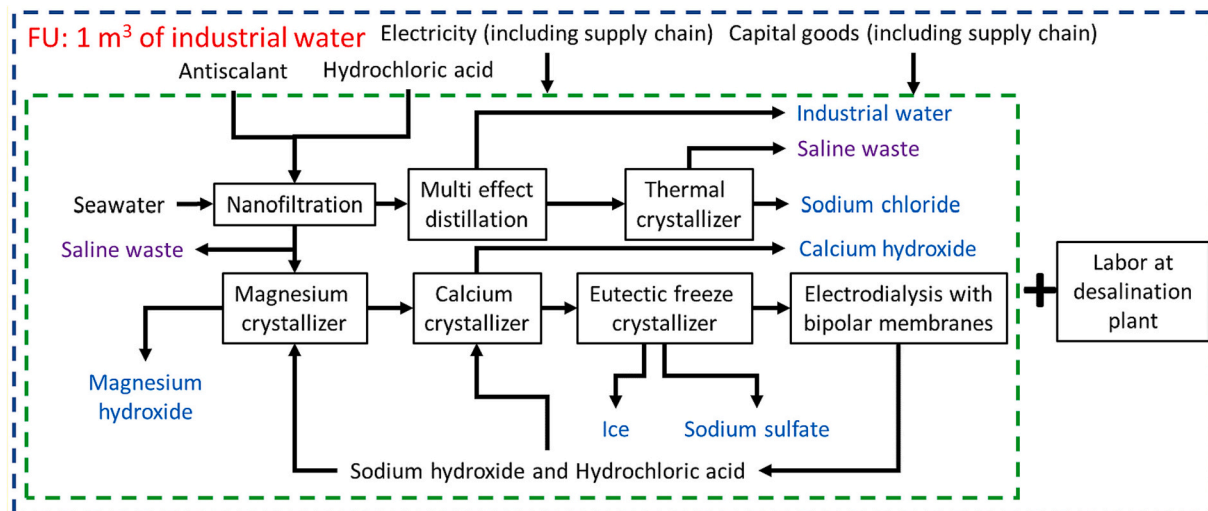 FU: 1 m³ of industrial water
Electricity (including supply chain)
Capital goods (including supply chain)
Antiscalant
Hydrochloric acid
Industrial water
Saline waste
Seawater
Nanofiltration
Multi effect
distillation
Thermal
crystallizer
Sodium chloride
Saline waste
Calcium hydroxide
Magnesium
crystallizer
Calcium
crystallizer
Eutectic freeze
crystallizer
Electrodialysis with
bipolar membranes
+
Labor at
desalination
plant
Magnesium
hydroxide
Ice
Sodium sulfate
Sodium hydroxide and Hydrochloric acid